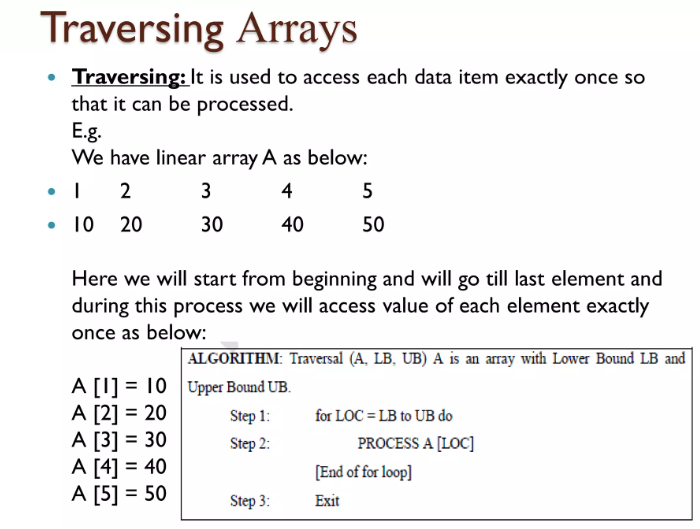 Traversing Arrays
Traversing: It is used to access each data item exactly once so
that it can be processed.
E.g.
We have linear array A as below:
1 2 3 4 5
10 20 30 40 50
Here we will start from beginning and will go till last element and
during this process we will access value of each element exactly
once as below:
A [1] = 10
A [2] = 20
A [3] = 30
A [4] = 40
A [5] = 50
ALGORITHM: Traversal (A, LB, UB) A is an array with Lower Bound LB and
Upper Bound UB.
Step 1: for LOC = LB to UB do
Step 2: PROCESS A [LOC]
[End of for loop]
Step 3: Exit